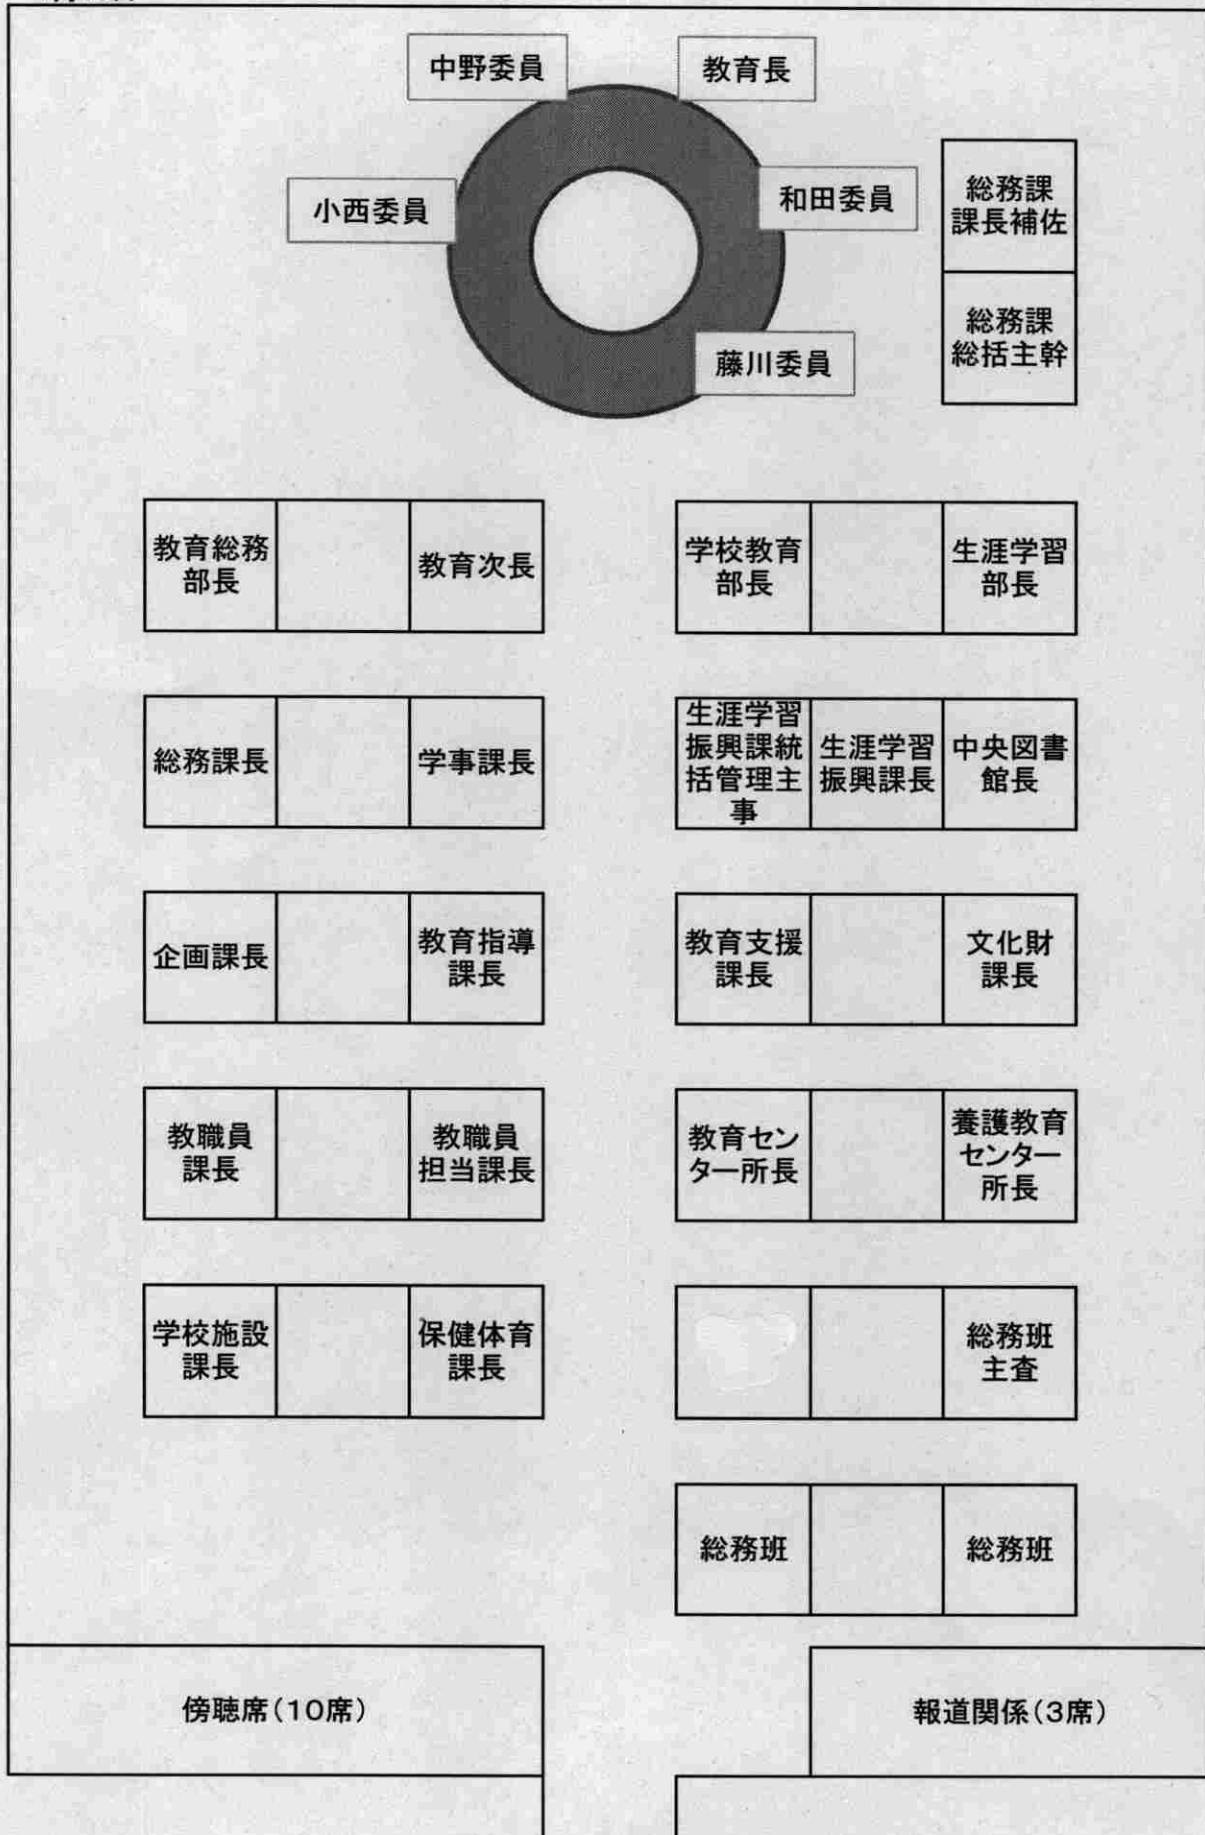 中野委員
教育長
小西委員
和田委員
総務課
課長補佐
総務課
総括主幹
藤川委員
教育総務
部長
教育次長
学校教育
部長
生涯学習
部長
総務課長
学事課長
生涯学習
振興課統
括管理主
事
生涯学習
振興課長
中央図書
館長
企画課長
教育指導
課長
教育支援
課長
文化財
課長
教職員
課長
教職員
担当課長
教育セン
ター所長
養護教育
センター
所長
学校施設
課長
保健体育
課長
総務班
主査
総務班
総務班
傍聴席(10席)
報道関係(3席)